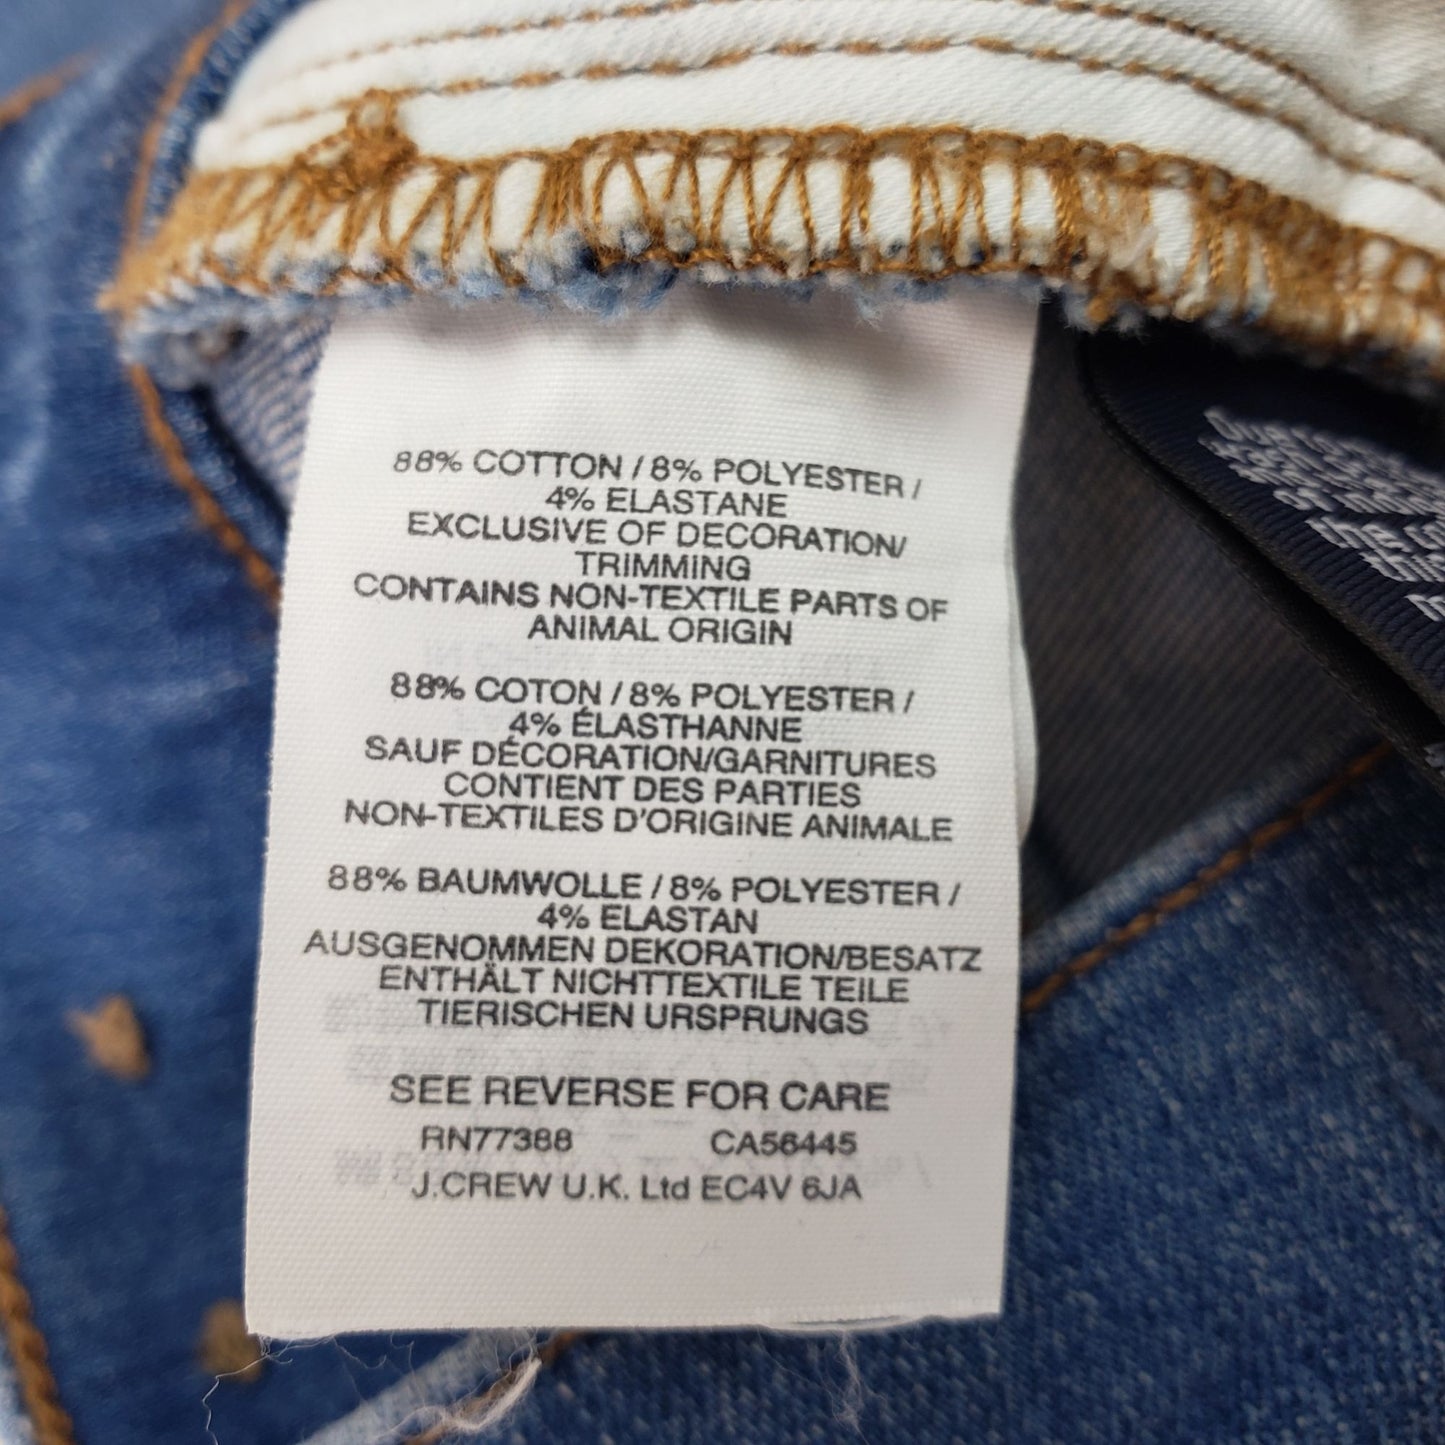 88% COTTON / 8% POLYESTER /
4% ELASTANE
EXCLUSIVE OF DECORATION/
TRIMMING
CONTAINS NON-TEXTILE PARTS OF
ANIMAL ORIGIN
88% COTON / 8% POLYESTER /
4% ÉLASTHANNE
SAUF DÉCORATION/GARNITURES
CONTIENT DES PARTIES
NON-TEXTILES D'ORIGINE ANIMALE
88% BAUMWOLLE / 8% POLYESTER /
4% ELASTAN
AUSGENOMMEN DEKORATION/BESATZ
ENTHÄLT NICHTTEXTILE TEILE
TIERISCHEN URSPRUNGS
SEE REVERSE FOR CARE
RN77388 CA56445
J.CREW U.K. Ltd EC4V 6JA